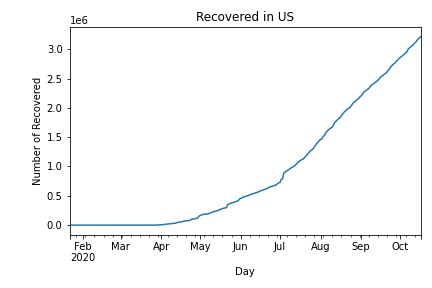 Recovered in US
1e6
Number of Recovered
3.0
2.5
2.0
1.5
1.0
0.5
0.0
Feb Mar Apr May Jun Jul Aug Sep Oct
2020
Day